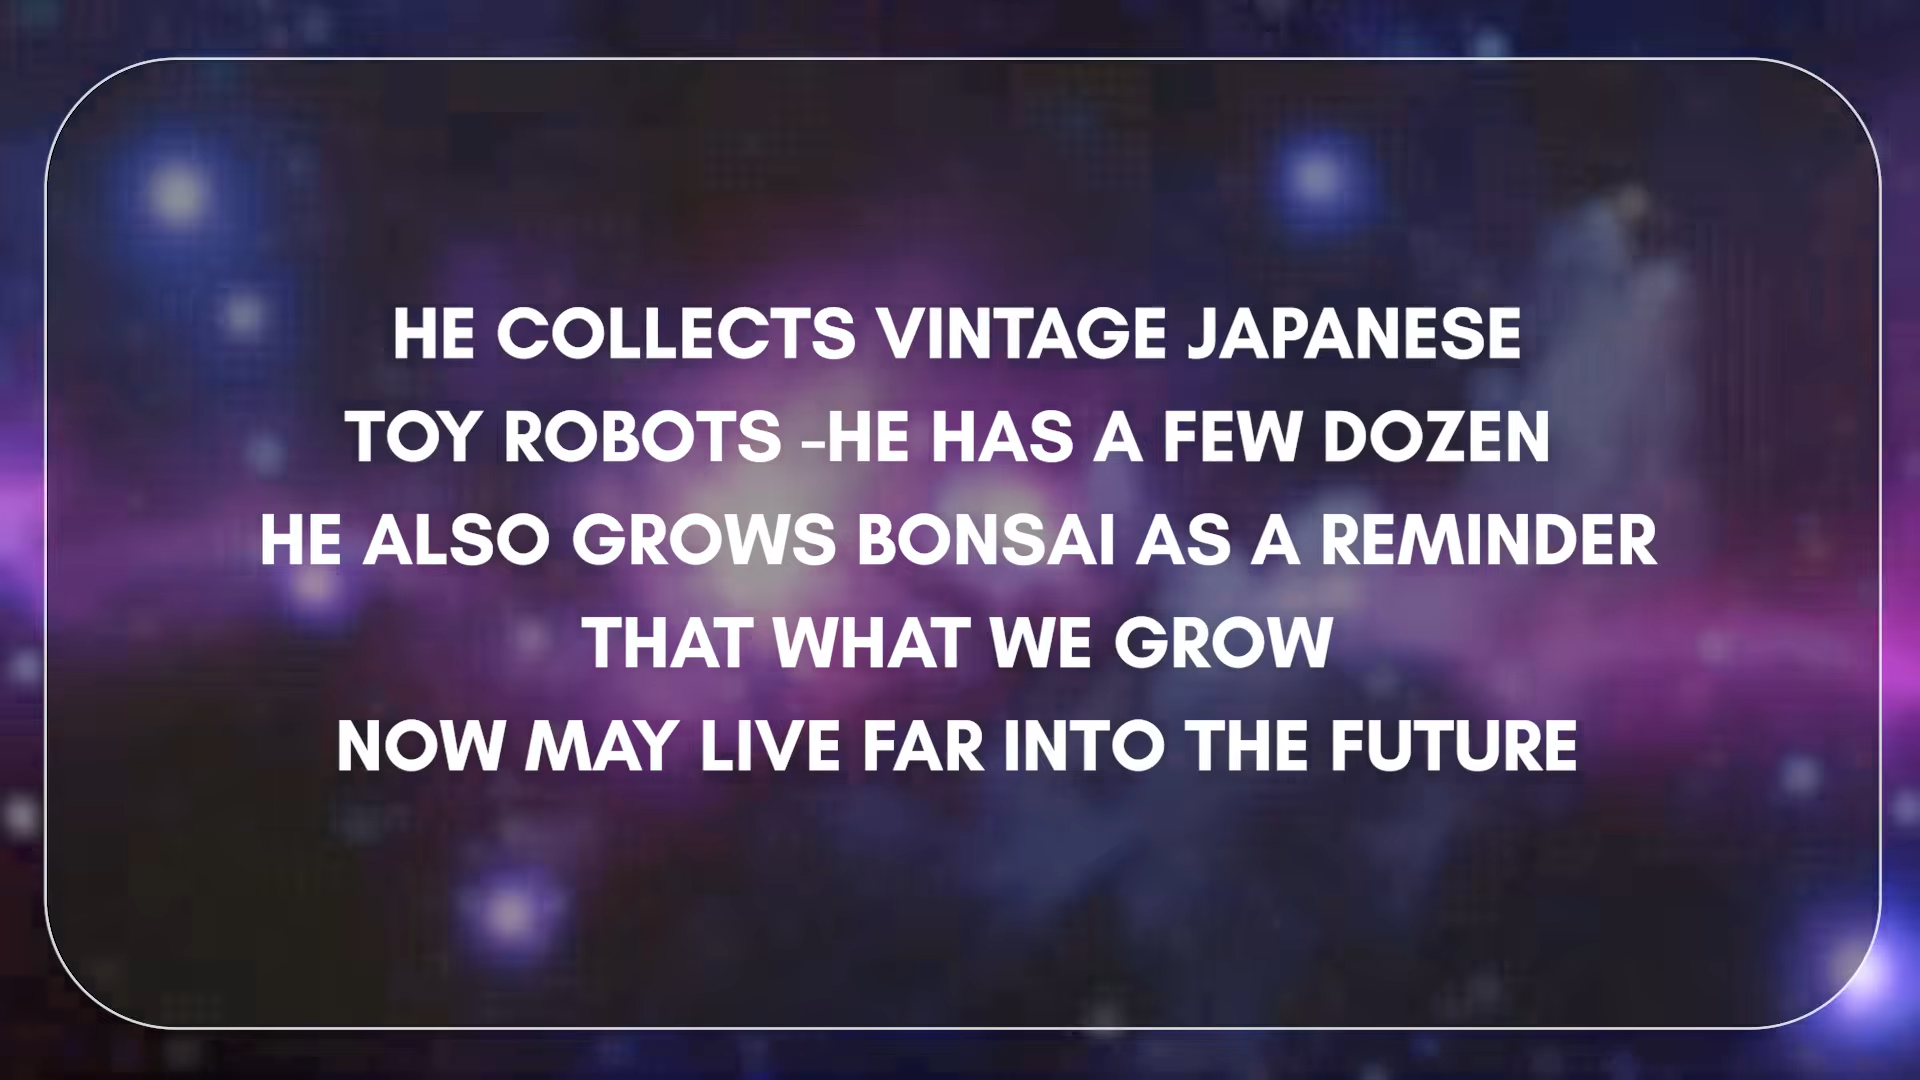 HE COLLECTS VINTAGE JAPANESE
TOY ROBOTS -HE HAS A FEW DOZEN
HE ALSO GROWS BONSAI AS A REMINDER
THAT WHAT WE GROW
NOW MAY LIVE FAR INTO THE FUTURE